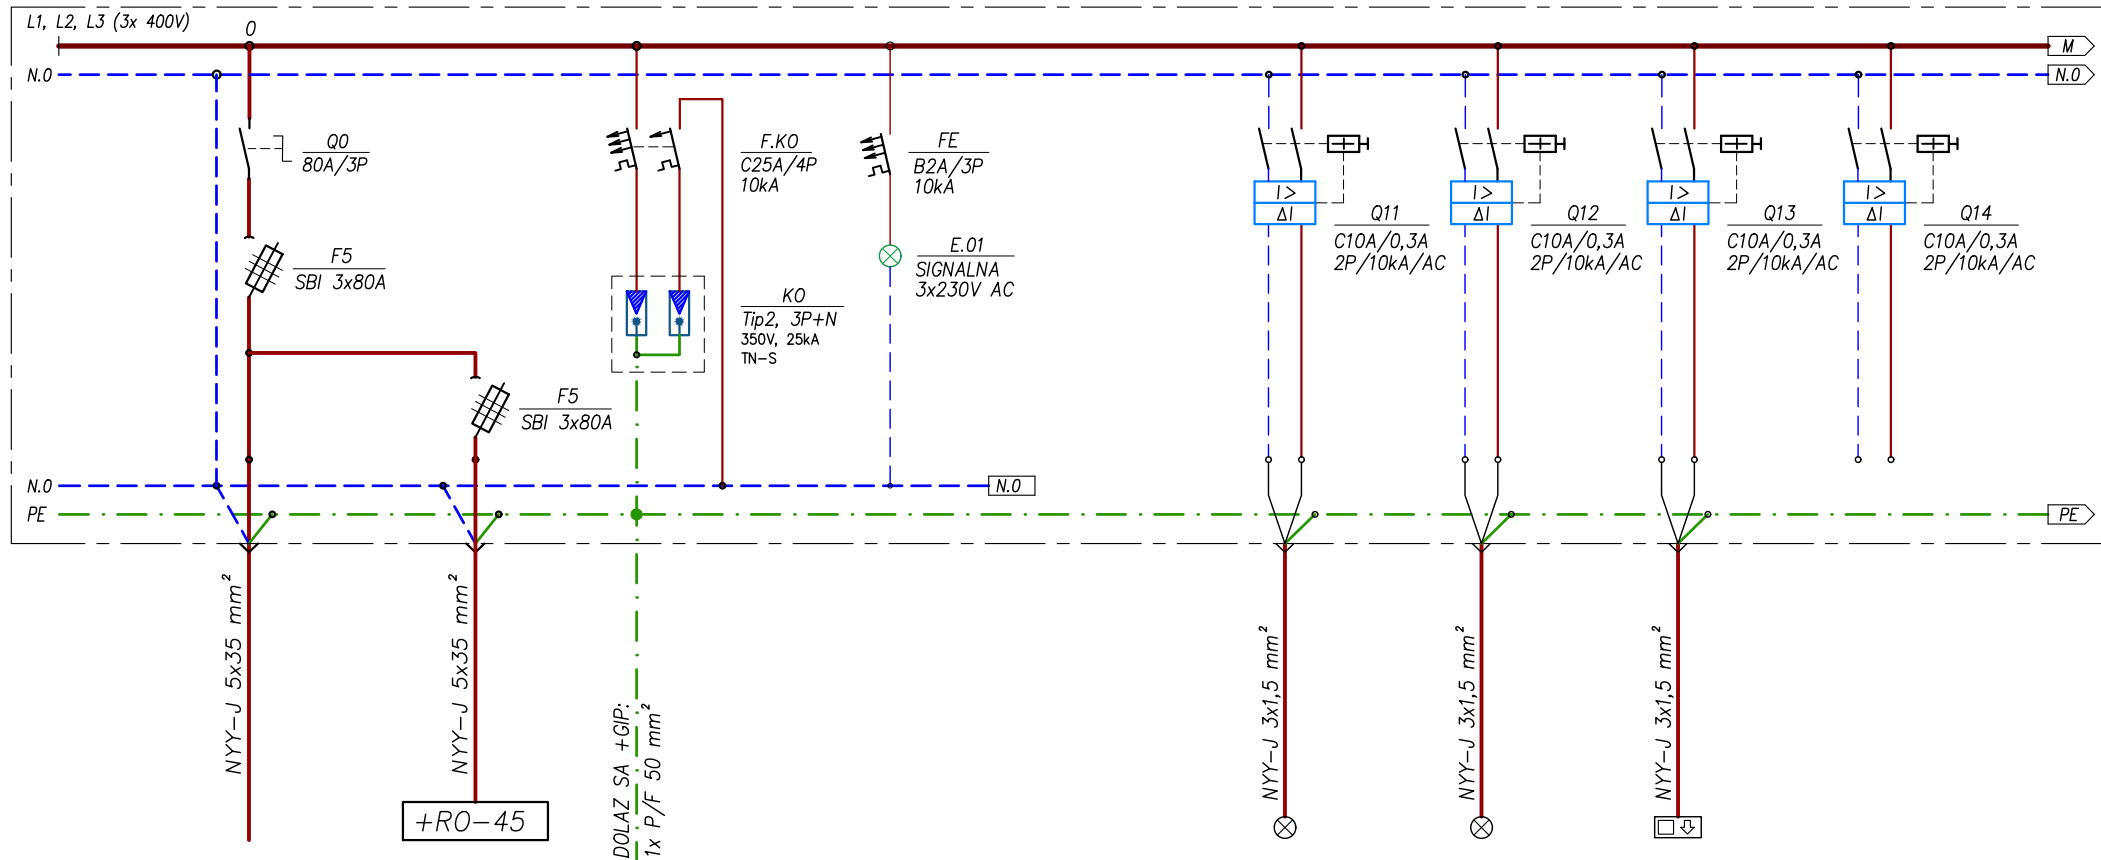 L1, L2, L3 (3x 400V)
0
M
N.0
N.0
Q0
80A/3P
F.KO
C25A/4P
10kA
FE
B2A/3P
10kA
I>
ΔI
I>
ΔI
I>
ΔI
I>
ΔI
Q11
C10A/0,3A
2P/10kA/AC
Q12
C10A/0,3A
2P/10kA/AC
Q13
C10A/0,3A
2P/10kA/AC
Q14
C10A/0,3A
2P/10kA/AC
F5
SBI 3x80A
E.01
SIGNALNA
3x230V AC
KO
Tip2, 3P+N
350V, 25kA
TN-S
F5
SBI 3x80A
N.0
N.0
PE
PE
NYY-J 5x35 mm²
NYY-J 5x35 mm²
DOLAZ SA +GIP:
1x P/F 50 mm²
NYY-J 3x1,5 mm²
NYY-J 3x1,5 mm²
NYY-J 3x1,5 mm²
+RO-45